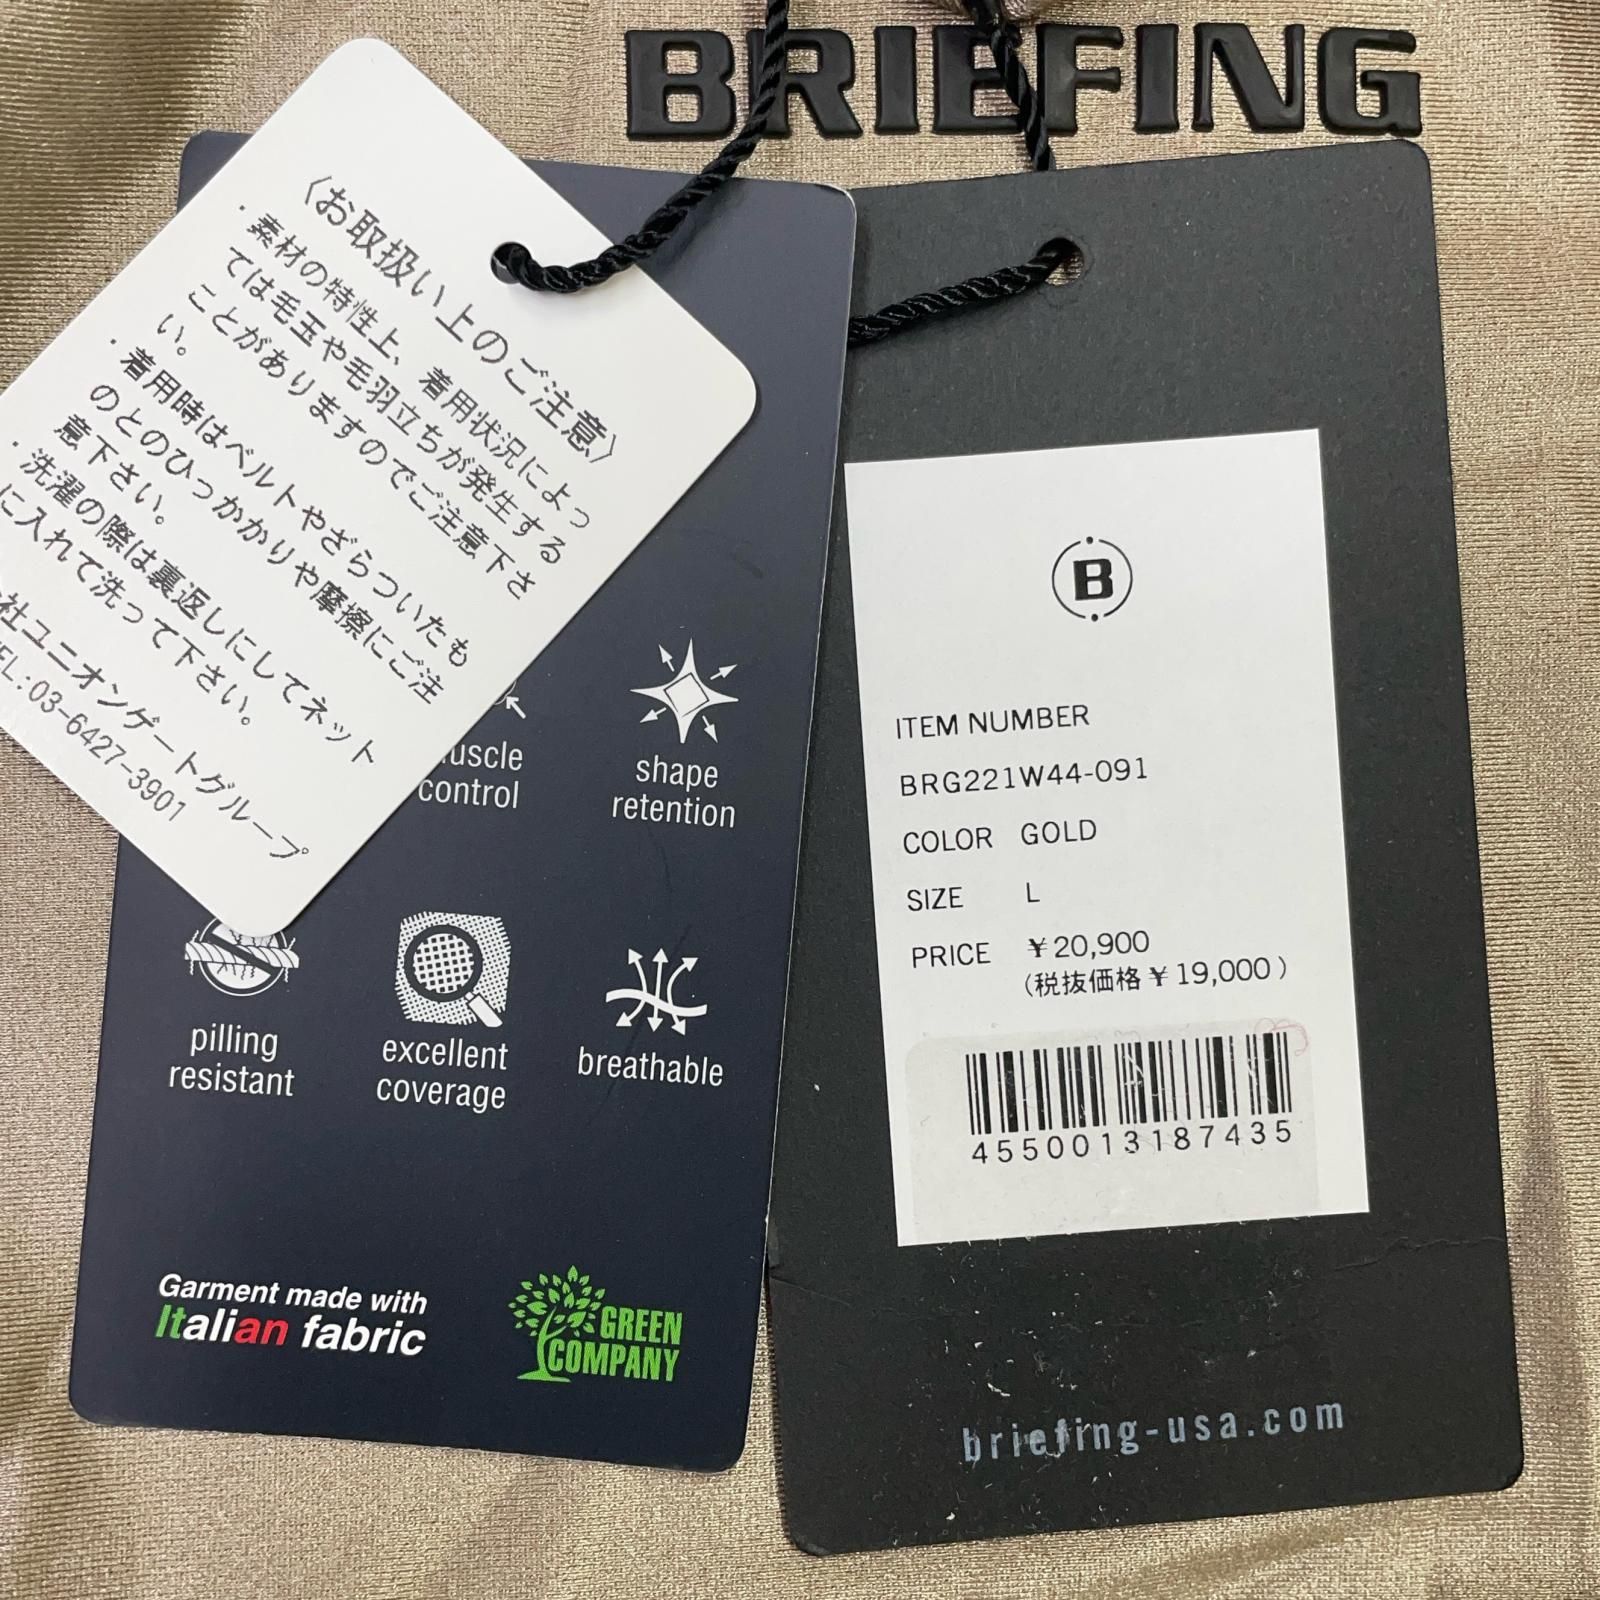 BRIEFING
〈お取扱い上のご注意〉
・素材の特性上、着用状況によっ
ては毛玉や毛羽立ちが発生する
ことがありますのでご注意下さ
い。
・着用時はベルトやざらついたも
のとのひっかかりや摩擦にご注
意下さい。
・洗濯の際は裏返しにしてネット
に入れて洗って下さい。
社ユニオンゲートグループ
TEL:03-6427-3901
control
shape
retention
pilling
resistant
excellent
coverage
breathable
Garment made with
Italian fabric
GREEN
COMPANY
B
ITEM NUMBER
BRG221W44-091
COLOR GOLD
SIZE L
PRICE ¥20,900
(税抜価格¥19,000)
4550013187435
briefing-usa.com